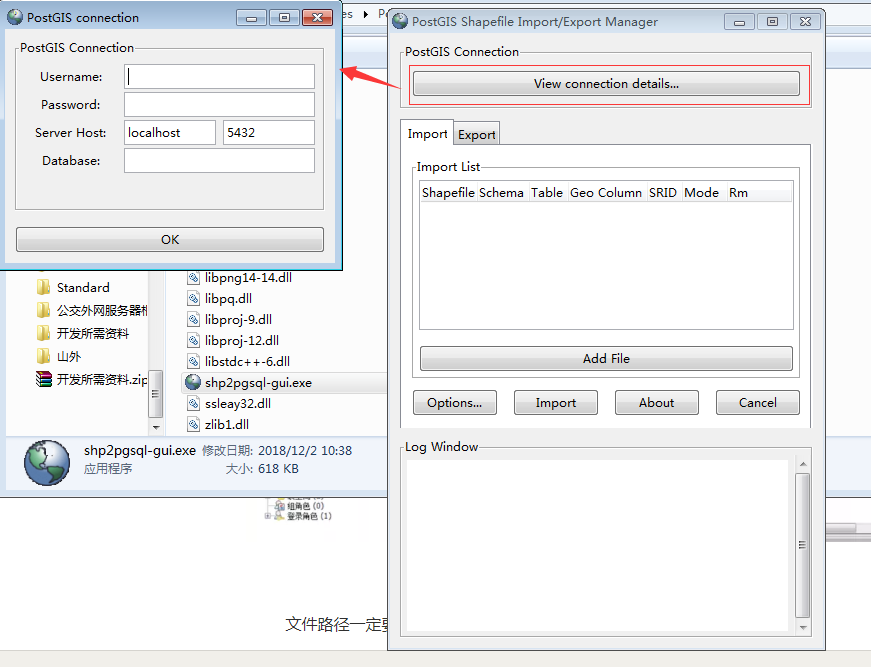 PostGIS connection
PostGIS Connection
Username:
Password:
Server Host: localhost 5432
Database:
OK
es
PostGIS Shapefile Import/Export Manager
PostGIS Connection
View connection details...
Import Export
Import List
Shapefile Schema Table Geo Column SRID Mode Rm
Add File
Options... Import About Cancel
Log Window
Standard
公交外网服务器
开发所需资料
山外
开发所需资料.zip
libpng14-14.dll
libpq.dll
libproj-9.dll
libproj-12.dll
libstdc++-6.dll
shp2pgsql-gui.exe
ssleay32.dll
zlib1.dll
shp2pgsql-gui.exe 修改日期: 2018/12/2 10:38
应用程序 大小: 618 KB
组角色 (0)
登录角色 (1)
文件路径一定